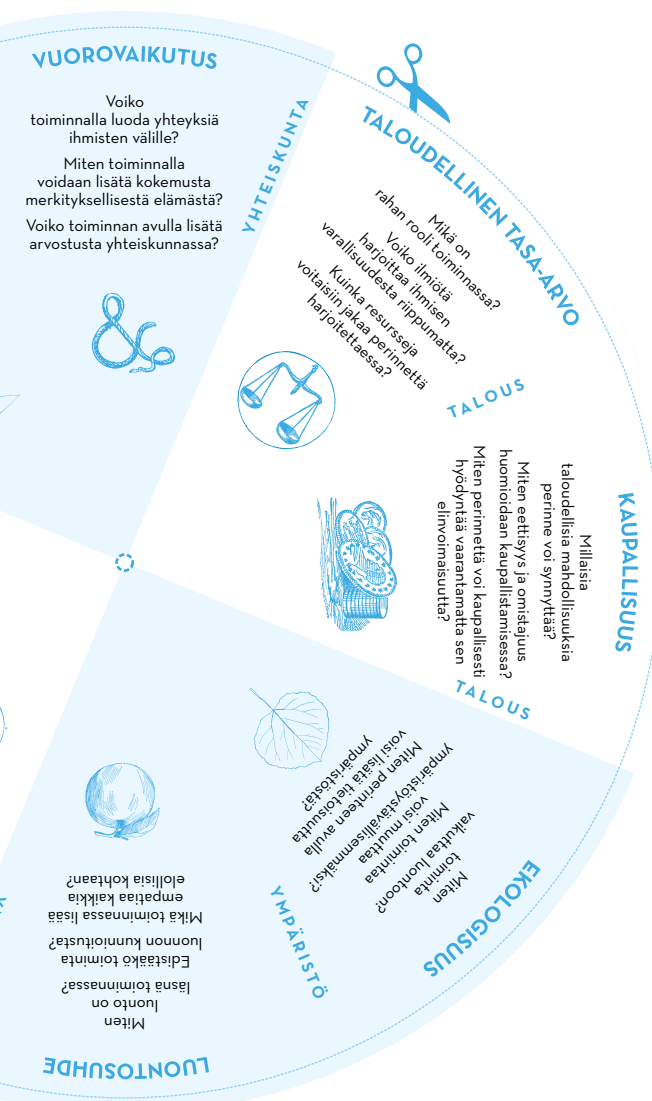 VUOROVAIKUTUS
Voiko
toiminnalla luoda yhteyksiä
ihmisten välille?
Miten toiminnalla
voidaan lisätä kokemusta
merkityksellisestä elämästä?
Voiko toiminnan avulla lisätä
arvostusta yhteiskunnassa?
YHTEISKUNTA
TALOUDELLINEN TASA-ARVO
Mikä on
rahan rooli toiminnassa?
Voiko ilmiötä
harjoittaa ihmisen
varallisuudesta riippumatta?
Kuinka resursseja
voitaisiin jakaa perinnettä
harjoitettaessa?
TALOUS
KAUPALLISUUS
Millaisia
taloudellisia mahdollisuuksia
perinne voi synnyttää?
Miten eettisyys ja omistajuus
huomioidaan kaupallistamisessa?
Miten perinnettä voi kaupallisesti
hyödyntää vaarantamatta sen
elinvoimaisuutta?
TALOUS
EKOLOGISUUS
Miten
toiminta
vaikuttaa luontoon?
Miten toimintaa
voisi muuttaa
ympäristöystävällisemmäksi?
Miten perinteen avulla
voisi lisätä tietoisuutta
ympäristöstä?
YMPÄRISTÖ
LUONTOSUHDE
Miten
luonto on
läsnä toiminnassa?
Edistääkö toiminta
luonnon kunnioitusta?
Mikä toiminnassa lisää
empatiaa kaikkia
elollisia kohtaan?